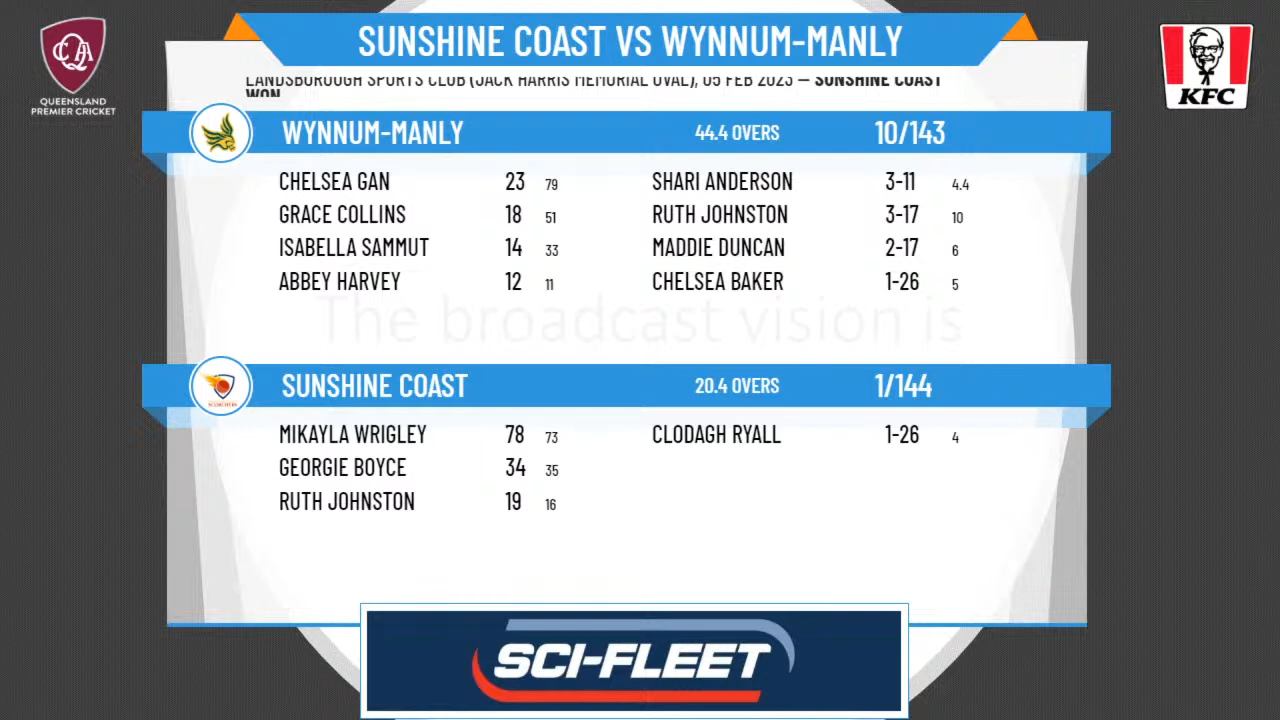 SUNSHINE COAST VS WYNNUM-MANLY
QUEENSLAND
PREMIER CRICKET
KFC
LANDSBOROUGH SPORTS CLUB (JACK HARRIS MEMORIAL OVAL), 05 FEB 2023 — SUNSHINE COAST
WON
WYNNUM-MANLY 44.4 OVERS 10/143
CHELSEA GAN 23 79 SHARI ANDERSON 3-11 4.4
GRACE COLLINS 18 51 RUTH JOHNSTON 3-17 10
ISABELLA SAMMUT 14 33 MADDIE DUNCAN 2-17 6
ABBEY HARVEY 12 11 CHELSEA BAKER 1-26 5
The broadcast vision is
SUNSHINE COAST 20.4 OVERS 1/144
MIKAYLA WRIGLEY 78 73 CLODAGH RYALL 1-26 4
GEORGIE BOYCE 34 35
RUTH JOHNSTON 19 16
SCI-FLEET